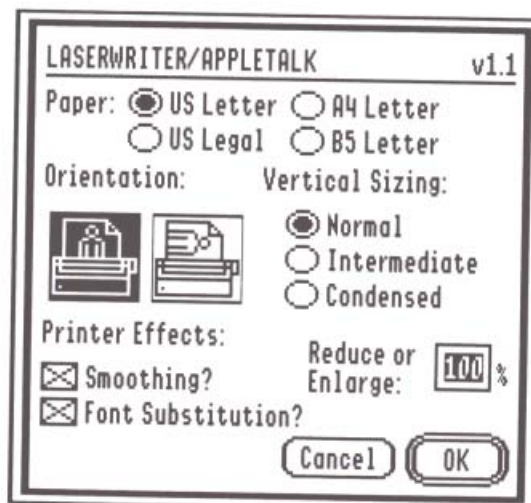 LASERWRITER/APPLETALK v1.1
Paper: US Letter A4 Letter
US Legal B5 Letter
Orientation: Vertical Sizing:
Normal
Intermediate
Condensed
Printer Effects:
Smoothing?
Font Substitution?
Reduce or
Enlarge: 100 %
Cancel OK